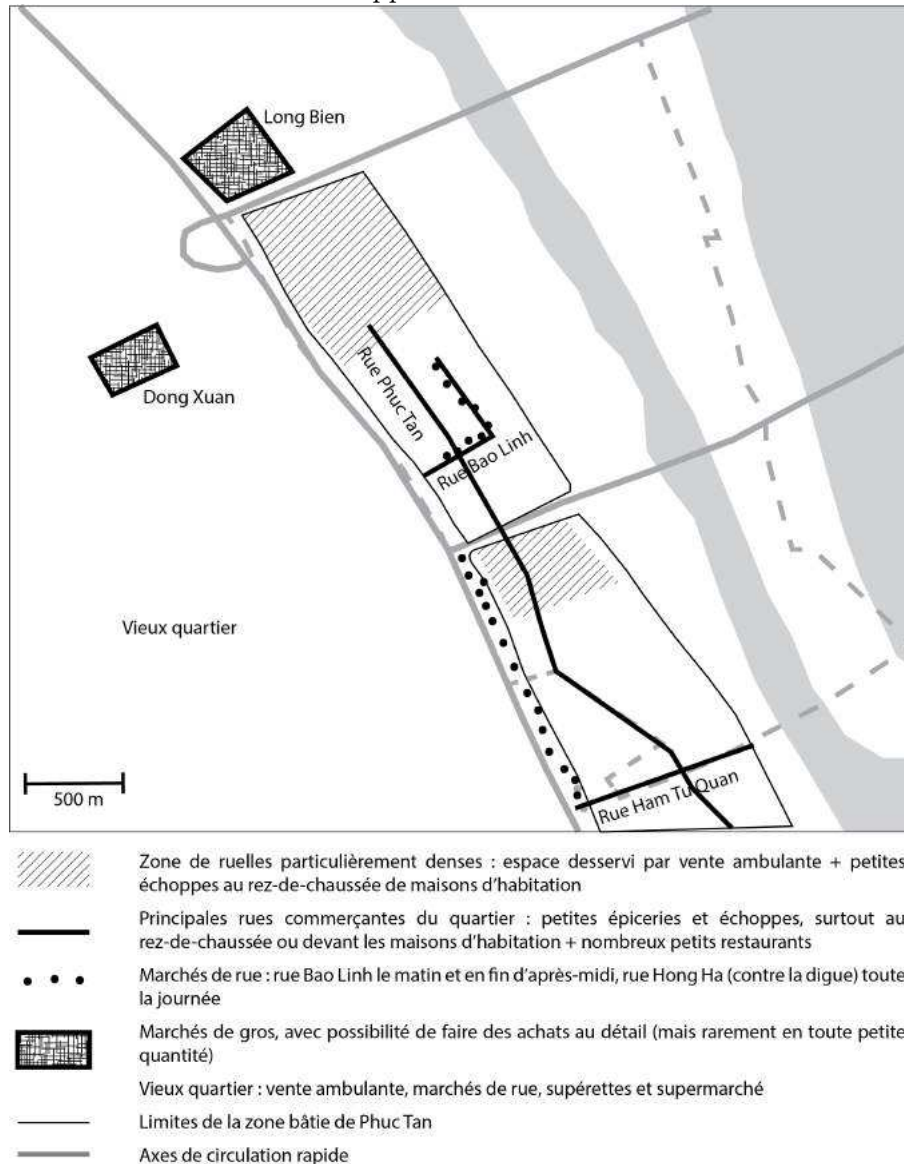 Long Bien
Dong Xuan
Rue Phuc Tan
Rue Bao Linh
Vieux quartier
500 m
Rue Ham Tu Quan
Zone de ruelles particulièrement denses : espace desservi par vente ambulante + petites
échoppes au rez-de-chaussée de maisons d'habitation
Principales rues commerçantes du quartier : petites épiceries et échoppes, surtout au
rez-de-chaussée ou devant les maisons d'habitation + nombreux petits restaurants
Marchés de rue : rue Bao Linh le matin et en fin d'après-midi, rue Hong Ha (contre la digue) toute
la journée
Marchés de gros, avec possibilité de faire des achats au détail (mais rarement en toute petite
quantité)
Vieux quartier : vente ambulante, marchés de rue, supérettes et supermarché
Limites de la zone bâtie de Phuc Tan
Axes de circulation rapide